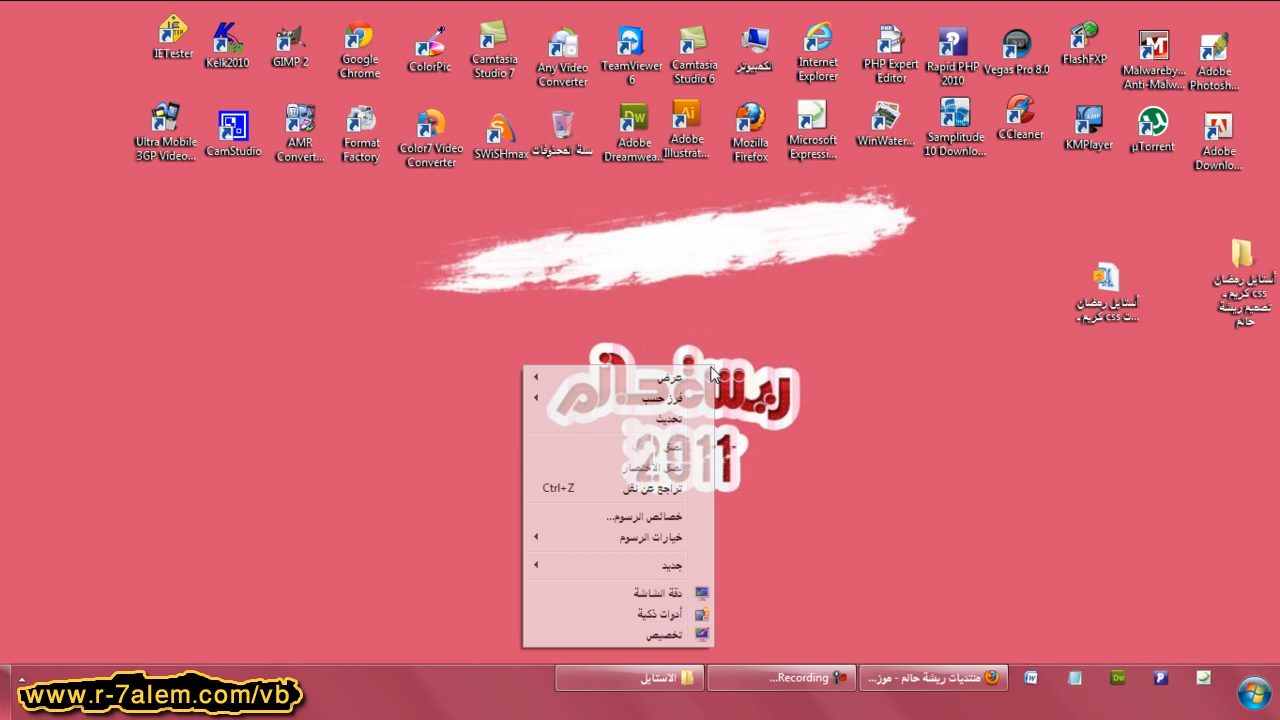 IETester
Kelk2010
GIMP 2
Google
Chrome
ColorPic
Camtasia
Studio 7
Any Video
Converter
TeamViewer
6
Camtasia
Studio 6
الكمبيوتر
Internet
Explorer
PHP Expert
Editor
Rapid PHP
2010
Vegas Pro 8.0
FlashFXP
Malwareby...
Anti-Malw...
Adobe
Photosh...
Ultra Mobile
3GP Video...
CamStudio
AMR
Convert...
Format
Factory
Color7 Video
Converter
SWiSHmax
سلة المحذوفات
Adobe
Dreamwea...
Adobe
Illustrat...
Mozilla
Firefox
Microsoft
Expressi...
WinWater...
Samplitude
10 Downlo...
CCleaner
KMPlayer
µTorrent
Adobe
Downlo...
أستايل رمضان
كريم css ـ
تصميم ريشة
حالم
أستايل رمضان
كريم css ـ ت...
ريشة حالم
2011
عرض
فرز حسب
تحديث
لصق
لصق الاختصار
تراجع عن نقل Ctrl+Z
خصائص الرسوم...
خيارات الرسوم
جديد
دقة الشاشة
أدوات ذكية
تخصيص
منتديات ريشة حالم - موز...
Recording...
الاستايل
www.r-7alem.com/vb